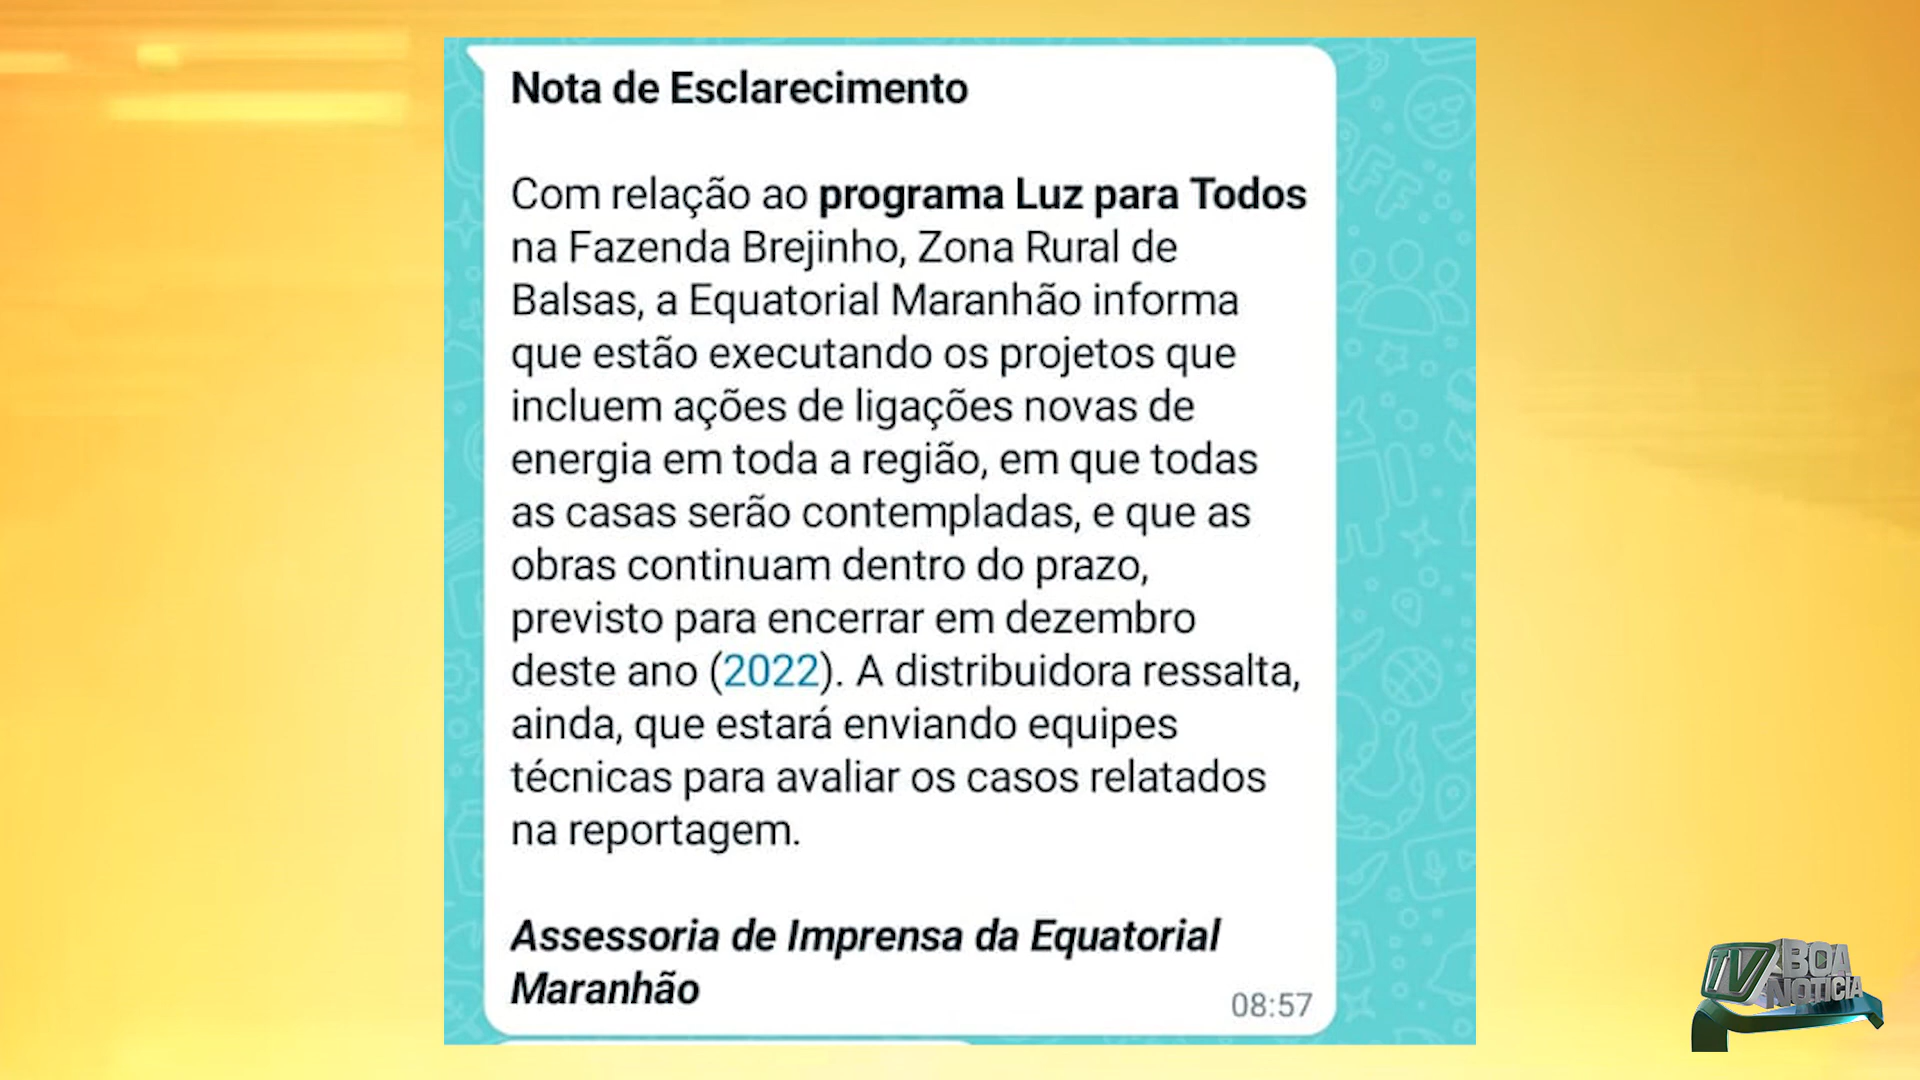 Nota de Esclarecimento
Com relação ao programa Luz para Todos
na Fazenda Brejinho, Zona Rural de
Balsas, a Equatorial Maranhão informa
que estão executando os projetos que
incluem ações de ligações novas de
energia em toda a região, em que todas
as casas serão contempladas, e que as
obras continuam dentro do prazo,
previsto para encerrar em dezembro
deste ano (2022). A distribuidora ressalta,
ainda, que estará enviando equipes
técnicas para avaliar os casos relatados
na reportagem.
Assessoria de Imprensa da Equatorial
Maranhão
08:57
TV BOA
NOTICIA